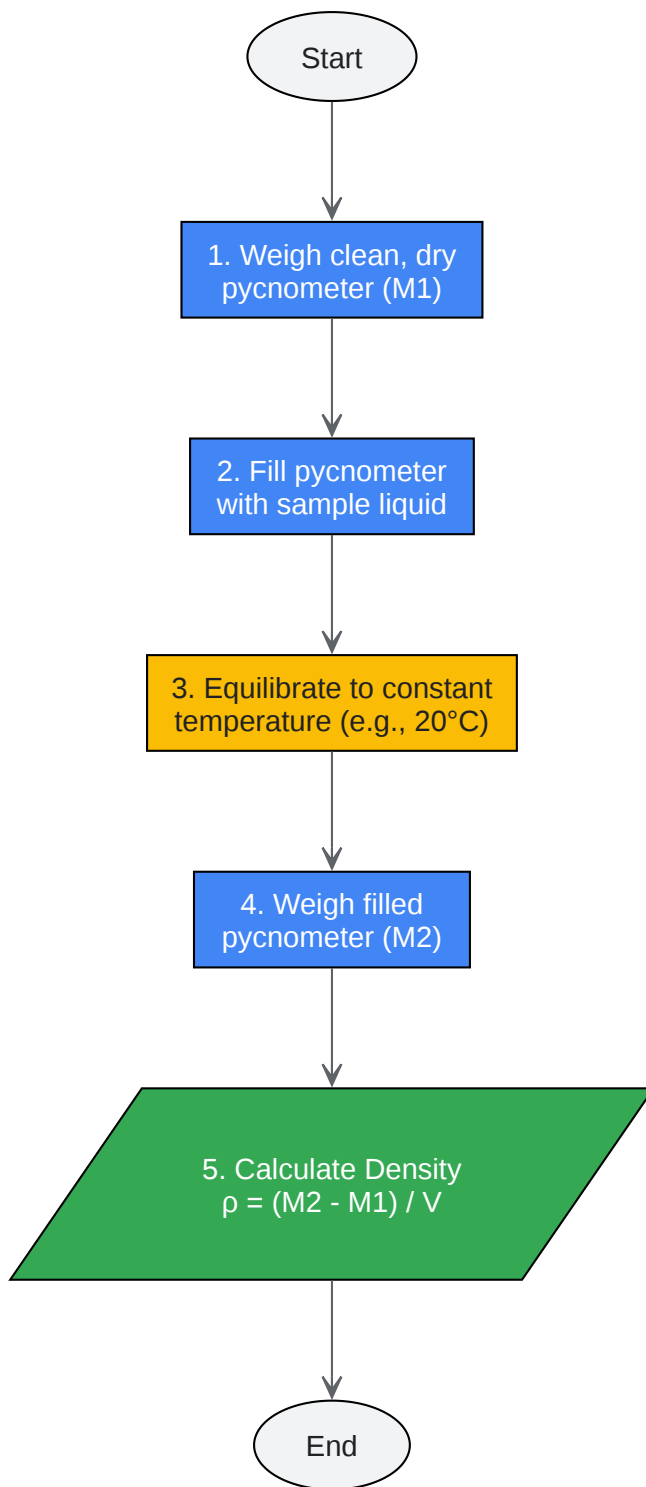 Start
1. Weigh clean, dry
pycnometer (M1)
2. Fill pycnometer
with sample liquid
3. Equilibrate to constant
temperature (e.g., 20°C)
4. Weigh filled
pycnometer (M2)
5. Calculate Density
ρ = (M2 - M1) / V
End